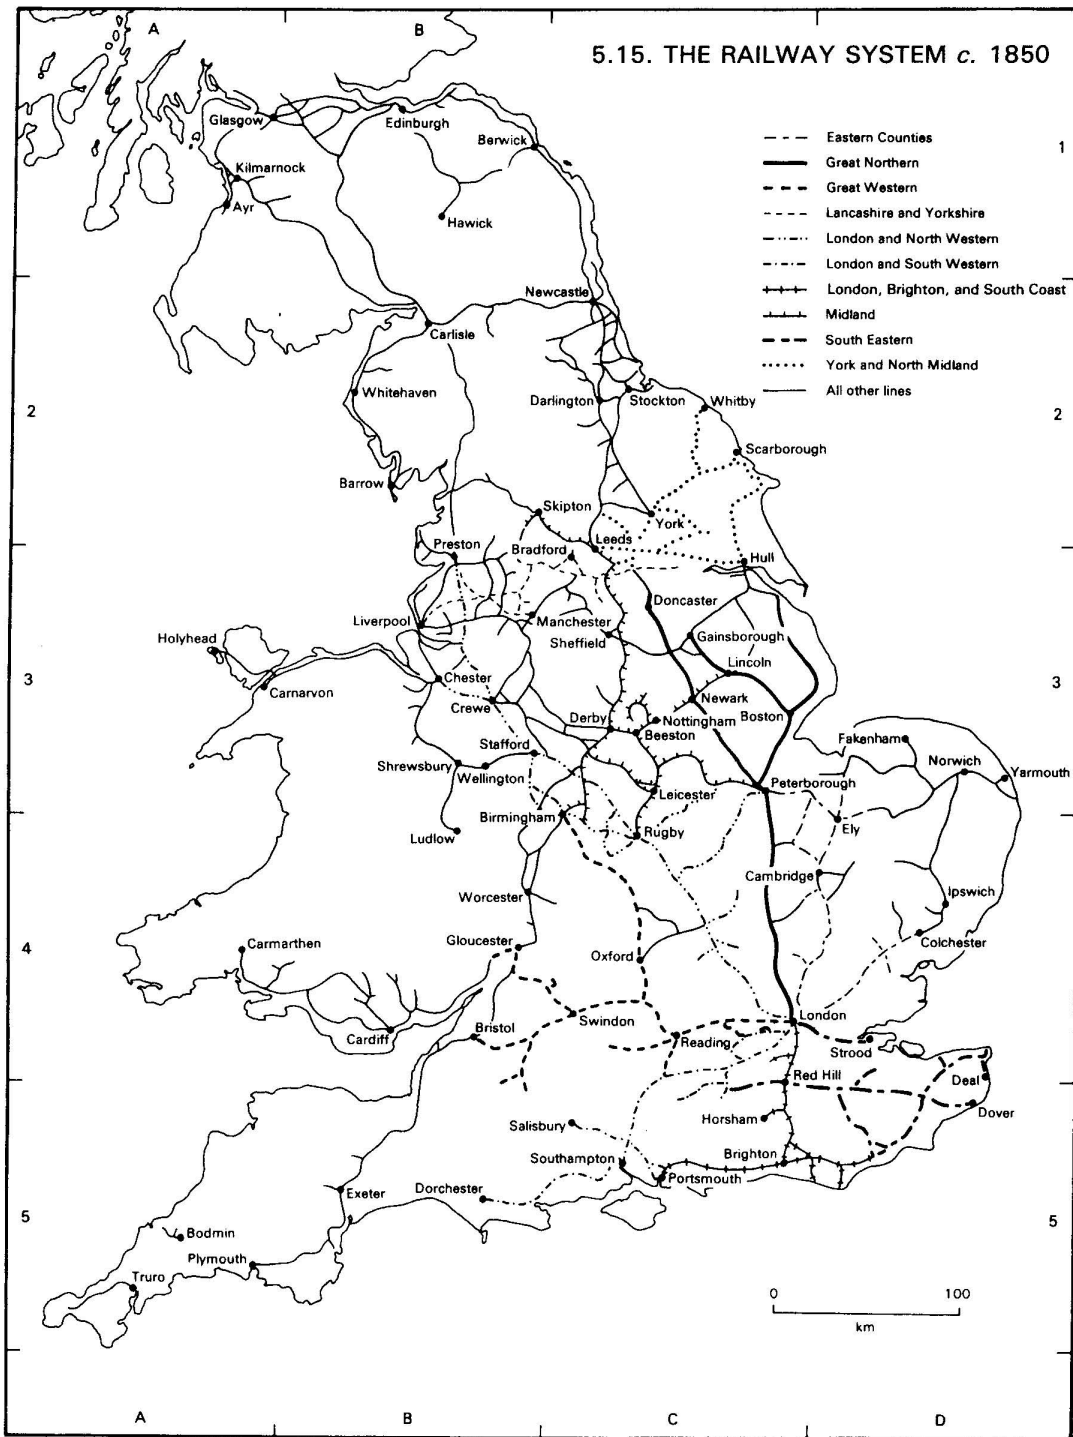 A
B
5.15. THE RAILWAY SYSTEM c. 1850
Glasgow
Edinburgh
Berwick
Kilmarnock
Ayr
Hawick
Eastern Counties
Great Northern
Great Western
Lancashire and Yorkshire
London and North Western
London and South Western
London, Brighton, and South Coast
Midland
South Eastern
York and North Midland
All other lines
1
Newcastle
Carlisle
Whitehaven
Darlington
Stockton
Whitby
2
2
Scarborough
Barrow
Skipton
York
Preston
Bradford
Leeds
Hull
Doncaster
Liverpool
Manchester
Holyhead
Sheffield
Gainsborough
Lincoln
3
3
Chester
Carnarvon
Crewe
Newark
Derby
Nottingham
Boston
Beeston
Stafford
Fakenham
Shrewsbury
Wellington
Norwich
Yarmouth
Leicester
Peterborough
Birmingham
Ludlow
Rugby
Ely
Cambridge
Worcester
Ipswich
4
4
Carmarthen
Gloucester
Oxford
Colchester
Swindon
London
Cardiff
Bristol
Reading
Strood
Red Hill
Deal
Dover
Salisbury
Horsham
Southampton
Brighton
Portsmouth
Exeter
Dorchester
5
5
Bodmin
Plymouth
Truro
0
100
km
A
B
C
D